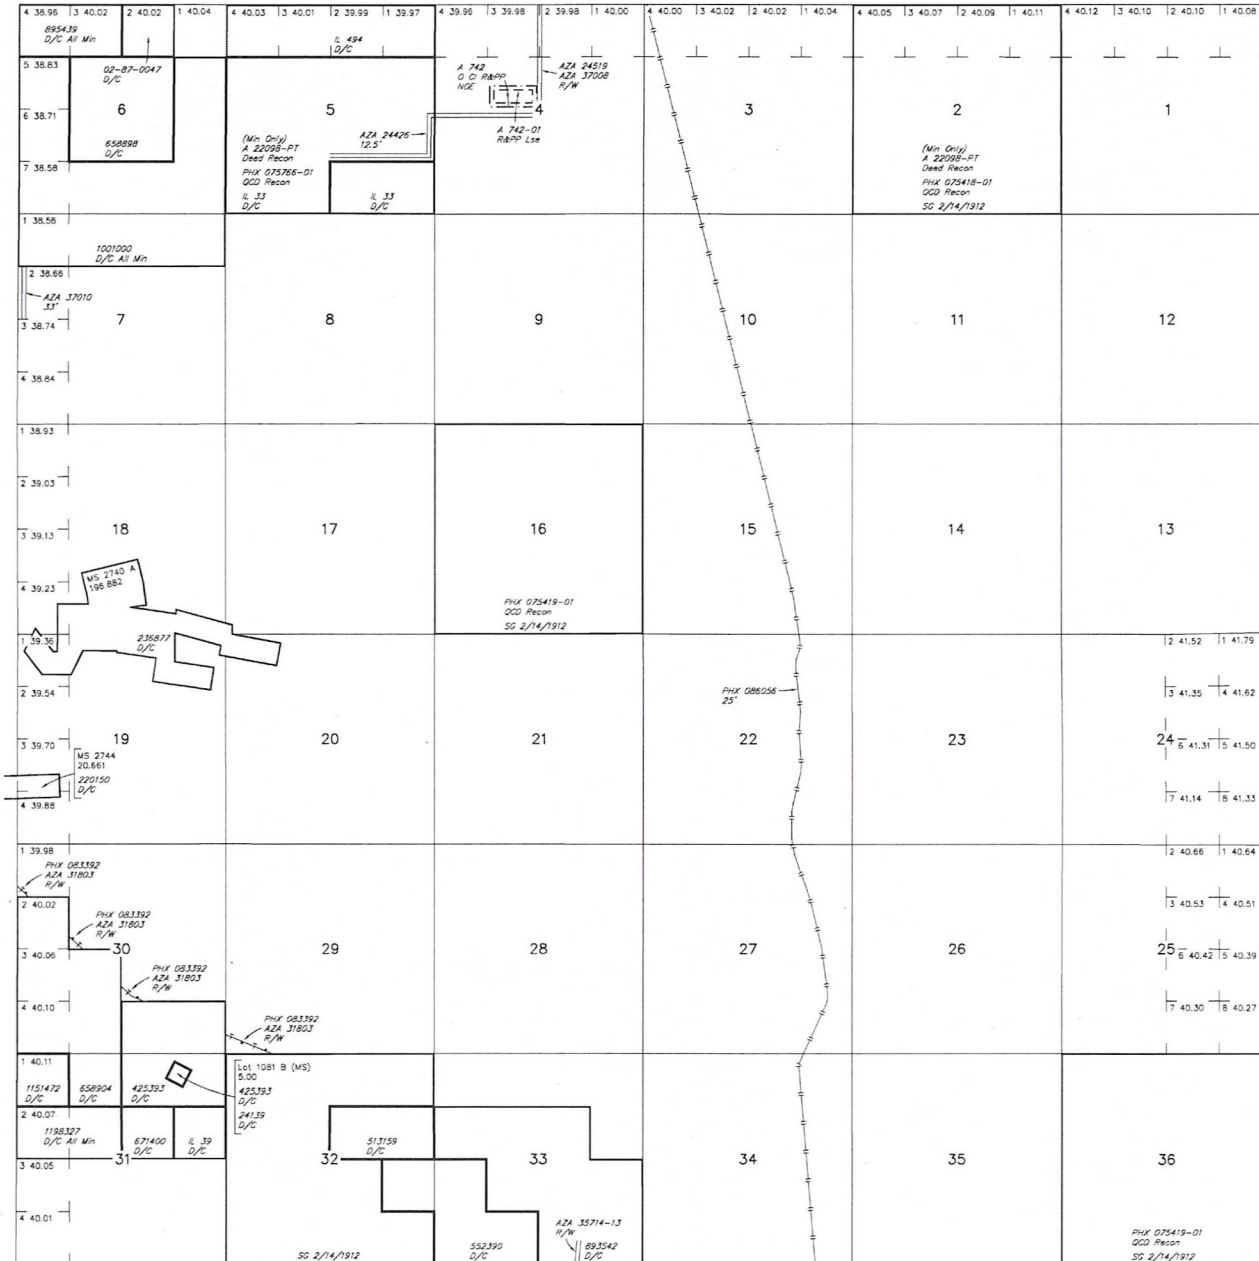 4 38.96 3 40.02 2 40.02 1 40.04 4 40.03 3 40.01 2 39.99 1 39.97 4 39.96 3 39.98 2 39.98 1 40.00 4 40.00 3 40.02 2 40.02 1 40.04 4 40.05 3 40.07 2 40.09 1 40.11 4 40.12 3 40.10 2 40.10 1 40.08
895439
D/C All Min
02-87-0047
D/C
IL 494
D/C
5 38.83
6
6 38.71
658898
D/C
7 38.58
5
(Min Only)
A 22098-PT
Deed Recon
PHX 075766-01
QCD Recon
IL 33
D/C
AZA 24426
12.5'
IL 33
D/C
A 742
O Cl R&PP
NOE
AZA 24519
AZA 37008
R/W
4
A 742-01
R&PP Lse
3
2
(Min Only)
A 22098-PT
Deed Recon
PHX 075418-01
QCD Recon
SG 2/14/1912
1
1 38.56
1001000
D/C All Min
2 38.66
AZA 37010
33'
3 38.74
7
8
9
10
11
12
4 38.84
1 38.93
2 39.03
3 39.13
18
17
16
15
14
13
4 39.23
MS 2740 A
196.882
PHX 075419-01
QCD Recon
SG 2/14/1912
1 39.36
236877
D/C
2 41.52 1 41.79
2 39.54
PHX 086056
25'
3 41.35 4 41.62
3 39.70
19
20
21
22
23
24
6 41.31 5 41.50
MS 2744
20.661
220150
D/C
4 39.88
7 41.14 8 41.33
1 39.98
2 40.66 1 40.64
PHX 083392
AZA 31803
R/W
2 40.02
3 40.53 4 40.51
PHX 083392
AZA 31803
R/W
3 40.06
30
29
28
27
26
25
6 40.42 5 40.39
PHX 083392
AZA 31803
R/W
4 40.10
7 40.30 8 40.27
PHX 083392
AZA 31803
R/W
1 40.11
1151472
D/C
658904
D/C
425393
D/C
Lot 1081 B (MS)
5.00
425393
D/C
24139
D/C
2 40.07
1198327
D/C All Min
671400
D/C
IL 39
D/C
513159
D/C
3 40.05
31
32
33
34
35
36
4 40.01
SG 2/14/1912
552390
D/C
AZA 35714-13
R/W
893542
D/C
PHX 075419-01
QCD Recon
SG 2/14/1912